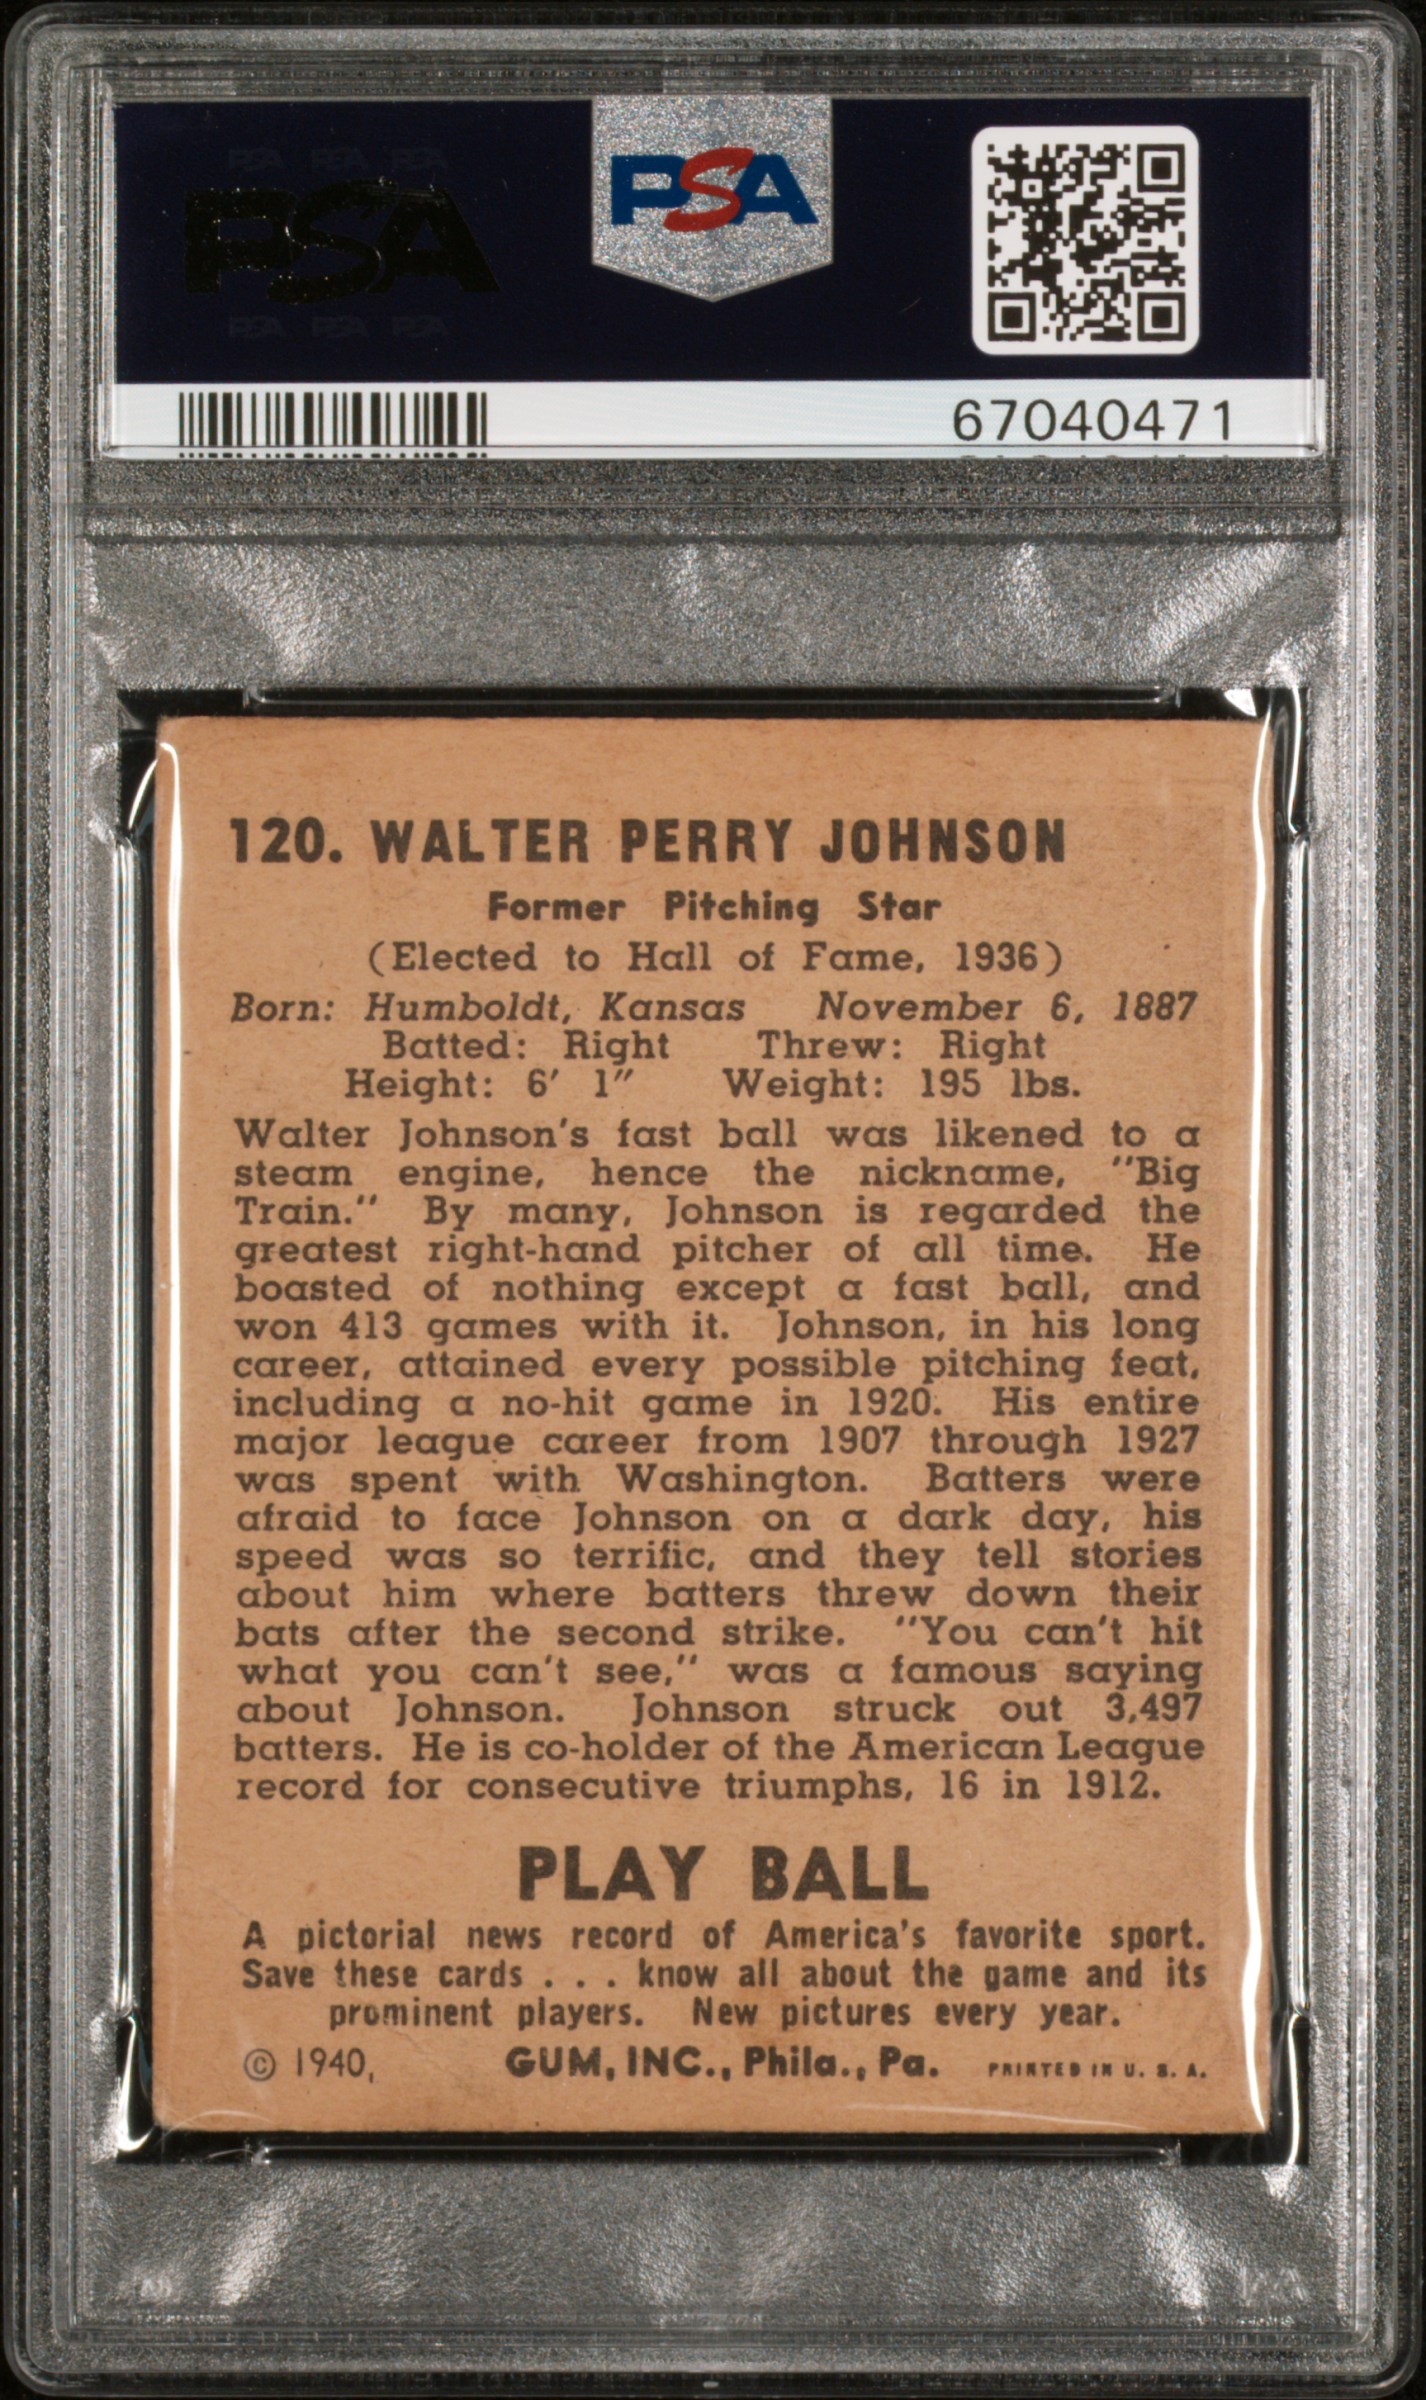 PSA PSA PSA
PSA
PSA PSA PSA
PSA
67040471
120. WALTER PERRY JOHNSON
Former Pitching Star
(Elected to Hall of Fame, 1936)
Born: Humboldt, Kansas November 6, 1887
Batted: Right Threw: Right
Height: 6' 1" Weight: 195 lbs.
Walter Johnson's fast ball was likened to a
steam engine, hence the nickname, "Big
Train." By many, Johnson is regarded the
greatest right-hand pitcher of all time. He
boasted of nothing except a fast ball, and
won 413 games with it. Johnson, in his long
career, attained every possible pitching feat,
including a no-hit game in 1920. His entire
major league career from 1907 through 1927
was spent with Washington. Batters were
afraid to face Johnson on a dark day, his
speed was so terrific, and they tell stories
about him where batters threw down their
bats after the second strike. "You can't hit
what you can't see," was a famous saying
about Johnson. Johnson struck out 3,497
batters. He is co-holder of the American League
record for consecutive triumphs, 16 in 1912.
PLAY BALL
A pictorial news record of America's favorite sport.
Save these cards . . . know all about the game and its
prominent players. New pictures every year.
© 1940, GUM, INC., Phila., Pa. PRINTED IN U. S. A.